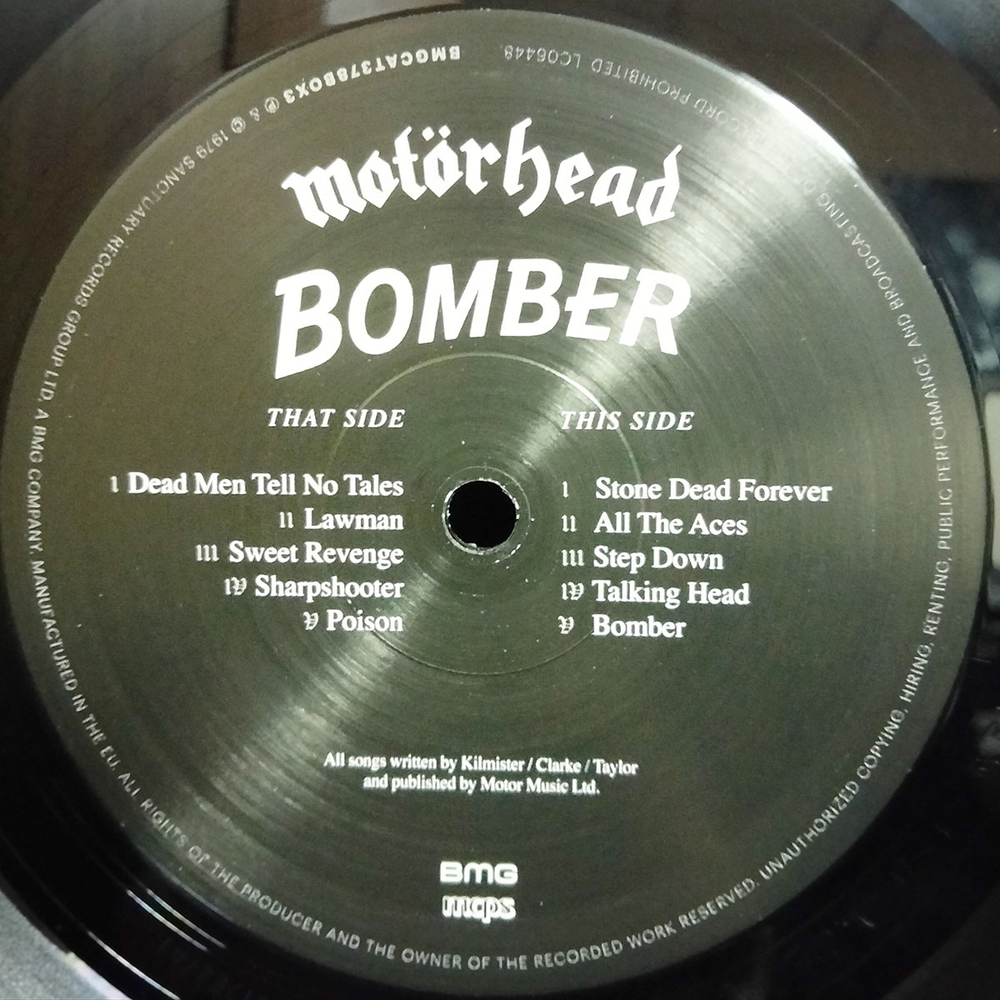 motörhead
BOMBER
THAT SIDE
I Dead Men Tell No Tales
II Lawman
III Sweet Revenge
IV Sharpshooter
V Poison
THIS SIDE
I Stone Dead Forever
II All The Aces
III Step Down
IV Talking Head
V Bomber
All songs written by Kilmister / Clarke / Taylor
and published by Motor Music Ltd.
BMG
mcps
BMGCAT378BOX3 ℗ & © 1979 SANCTUARY RECORDS GROUP LTD, A BMG COMPANY. MANUFACTURED IN THE EU. ALL RIGHTS OF THE PRODUCER AND THE OWNER OF THE RECORDED WORK RESERVED. UNAUTHORIZED COPYING, HIRING, RENTING, PUBLIC PERFORMANCE AND BROADCASTING RECORD PROHIBITED LC06448.